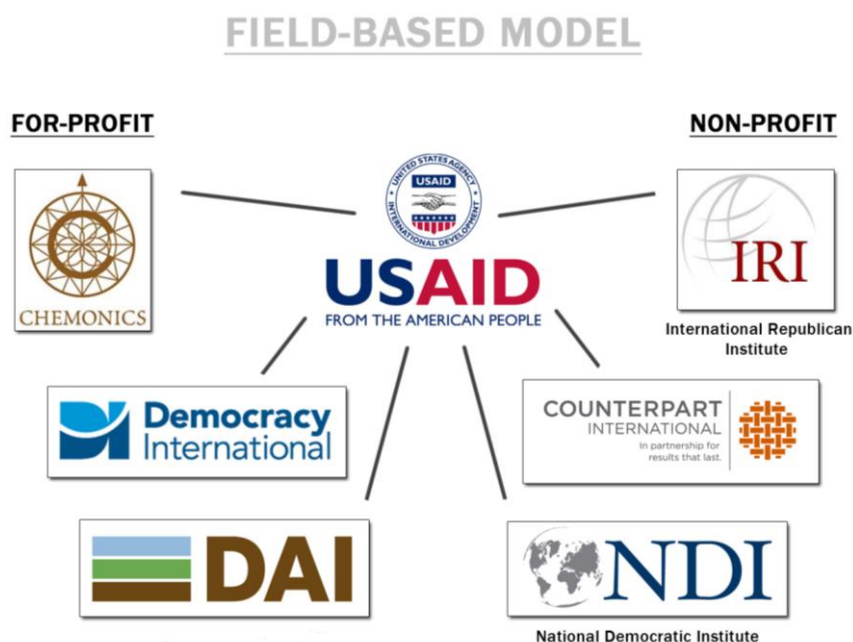 FIELD-BASED MODEL
FOR-PROFIT
NON-PROFIT
CHEMONICS
UNITED STATES AGENCY
USAID
INTERNATIONAL DEVELOPMENT
USAID
FROM THE AMERICAN PEOPLE
IRI
International Republican
Institute
Democracy
International
COUNTERPART
INTERNATIONAL
In partnership for
results that last.
DAI
NDI
National Democratic Institute